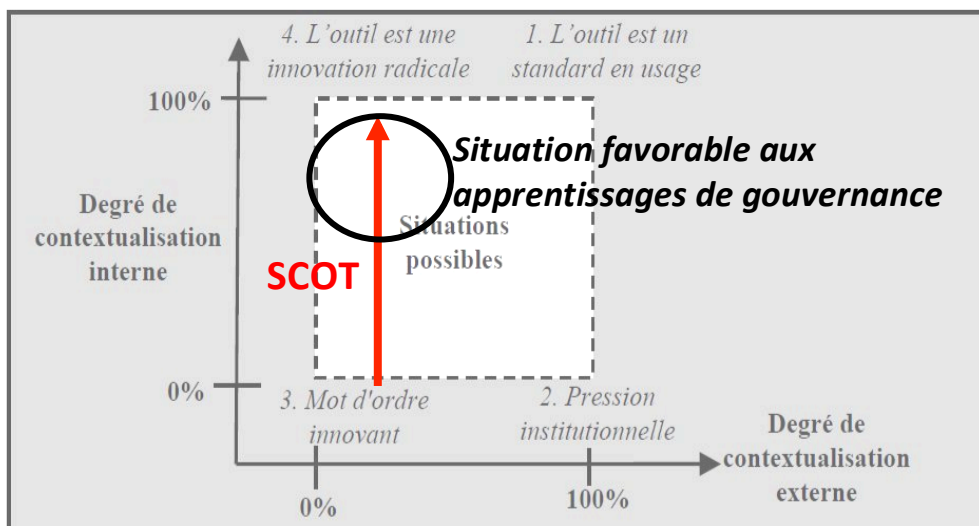 4. L'outil est une
innovation radicale
1. L'outil est un
standard en usage
100%
Situation favorable aux
apprentissages de gouvernance
Degré de
contextualisation
interne
Situations
possibles
SCOT
0%
3. Mot d'ordre
innovant
2. Pression
institutionnelle
Degré de
contextualisation
externe
0%
100%